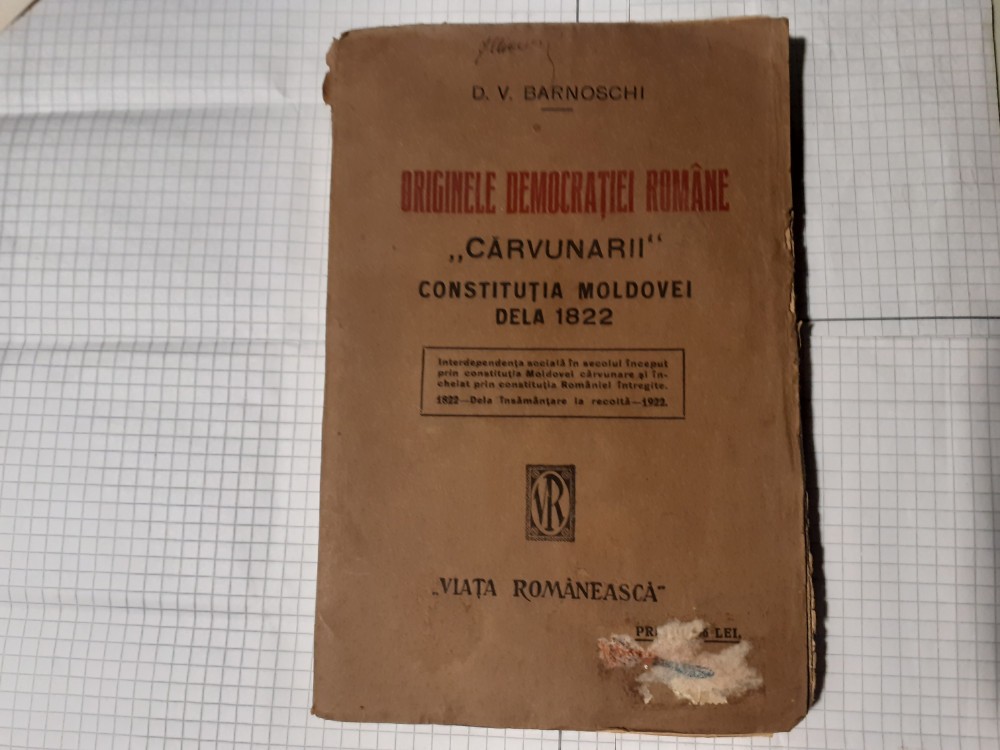 D. V. BARNOSCHI
ORIGINELE DEMOCRAȚIEI ROMÂNE
„CĂRVUNARII“
CONSTITUȚIA MOLDOVEI
DELA 1822
Interdependența socială în secolul început
prin constituția Moldovei cărvunare și în-
cheiat prin constituția României întregite.
1822—Dela însămânțare la recoltă—1922.
VR
„VIAȚA ROMÂNEASCĂ“
LEI.